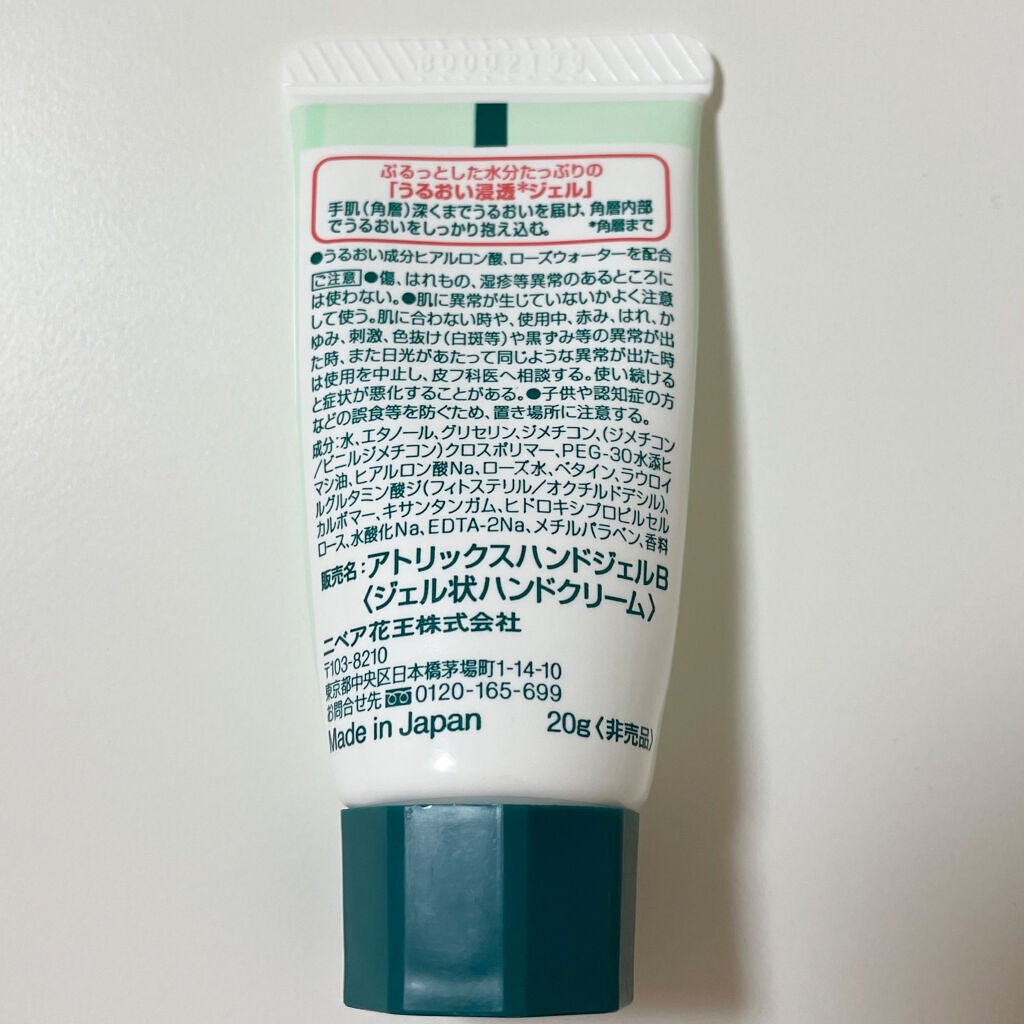 ぷるっとした水分たっぷりの
「うるおい浸透*ジェル」
手肌(角層)深くまでうるおいを届け、角層内部
でうるおいをしっかり抱え込む。 *角層まで
●うるおい成分ヒアルロン酸、ローズウォーターを配合
ご注意 ●傷、はれもの、湿疹等異常のあるところに
は使わない。●肌に異常が生じていないかよく注意
して使う。肌に合わない時や、使用中、赤み、はれ、か
ゆみ、刺激、色抜け(白斑等)や黒ずみ等の異常が出
た時、また日光があたって同じような異常が出た時
は使用を中止し、皮フ科医へ相談する。使い続ける
と症状が悪化することがある。●子供や認知症の方
などの誤食等を防ぐため、置き場所に注意する。
成分:水、エタノール、グリセリン、ジメチコン、(ジメチコン
/ビニルジメチコン)クロスポリマー、PEG-30水添ヒ
マシ油、ヒアルロン酸Na、ローズ水、ベタイン、ラウロイ
ルグルタミン酸ジ(フィトステリル/オクチルドデシル)、
カルボマー、キサンタンガム、ヒドロキシプロピルセル
ロース、水酸化Na、EDTA-2Na、メチルパラベン、香料
販売名:アトリックスハンドジェルB
〈ジェル状ハンドクリーム〉
ニベア花王株式会社
〒103-8210
東京都中央区日本橋茅場町1-14-10
お問合せ先 0120-165-699
Made in Japan 20g〈非売品〉